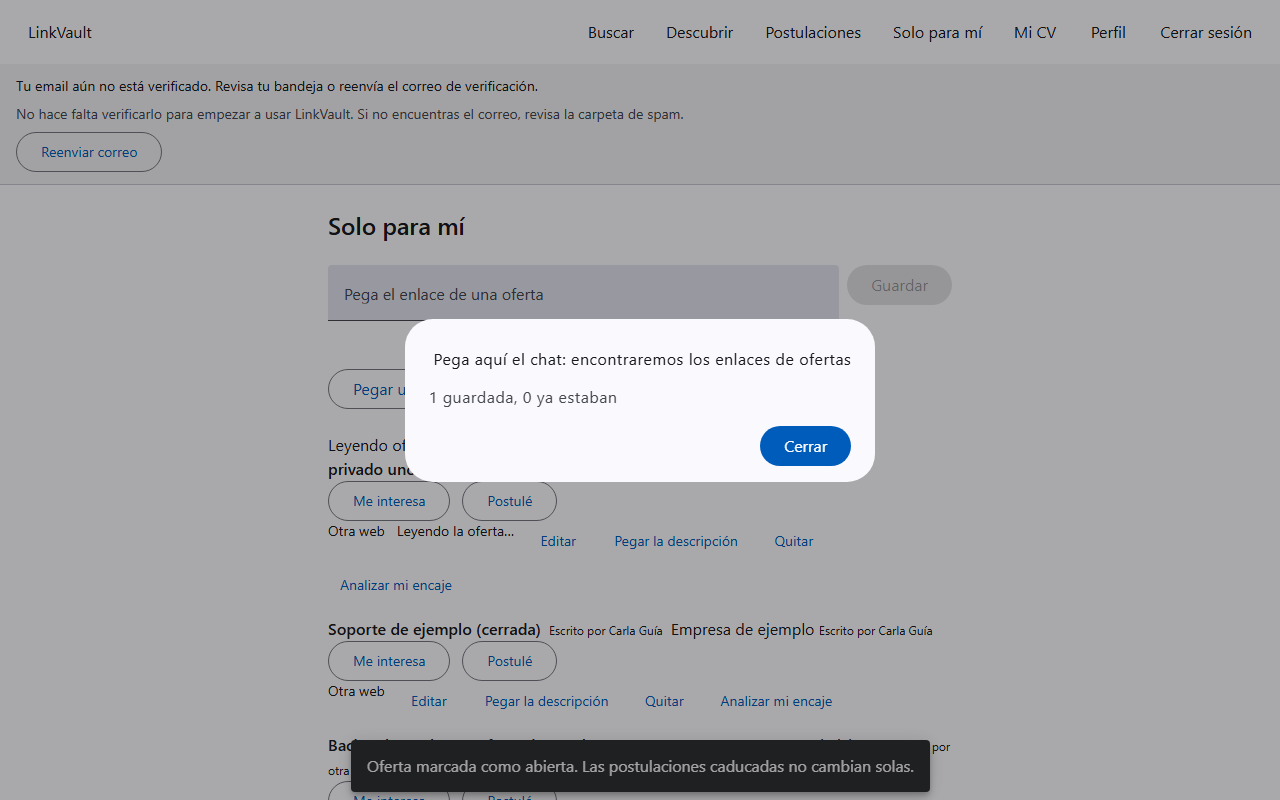 LinkVault Buscar Descubrir Postulaciones Solo para mí Mi CV Perfil Cerrar sesión
Tu email aún no está verificado. Revisa tu bandeja o reenvía el correo de verificación.
No hace falta verificarlo para empezar a usar LinkVault. Si no encuentras el correo, revisa la carpeta de spam.
Reenviar correo
Solo para mí
Pega el enlace de una oferta Guardar
Pega aquí el chat: encontraremos los enlaces de ofertas
1 guardada, 0 ya estaban
Cerrar
Pegar
Leyendo
privado
Me interesa Postulé
Otra web Leyendo la oferta... Editar Pegar la descripción Quitar
Analizar mi encaje
Soporte de ejemplo (cerrada) Escrito por Carla Guía Empresa de ejemplo Escrito por Carla Guía
Me interesa Postulé
Otra web Editar Pegar la descripción Quitar Analizar mi encaje
por
otra
Oferta marcada como abierta. Las postulaciones caducadas no cambian solas.
Me interesa Postulé